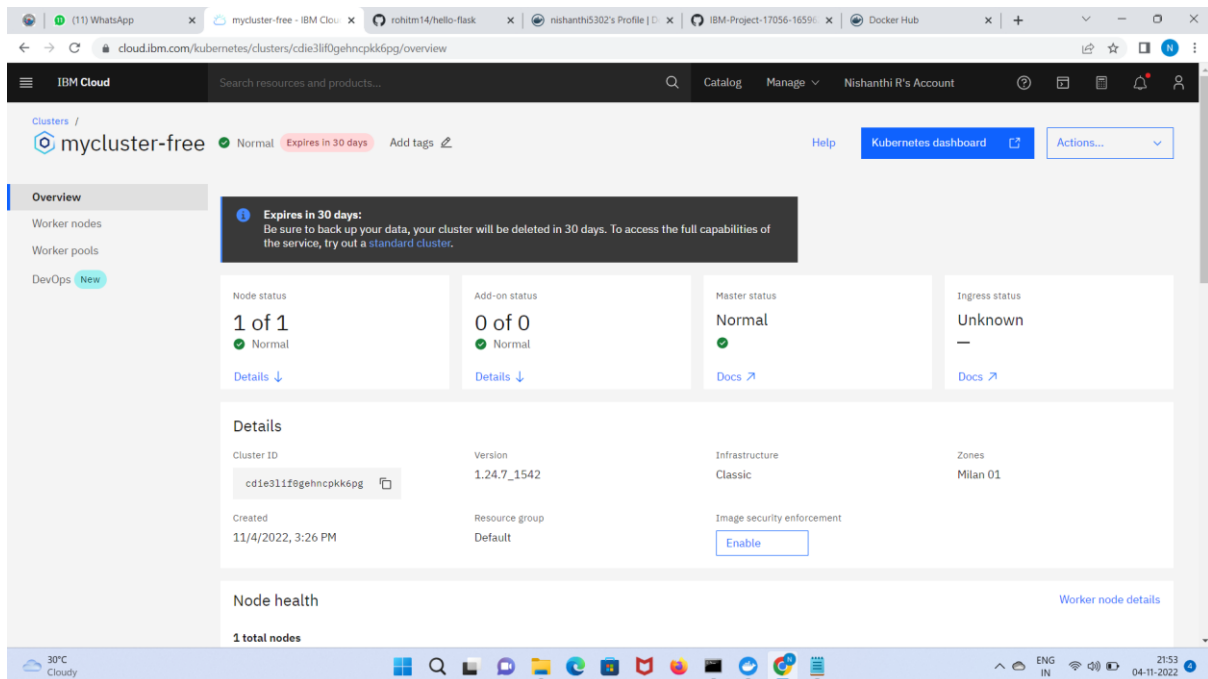 (11) WhatsApp
mycluster-free - IBM Clou
rohitm14/hello-flask
nishanthi5302's Profile | D
IBM-Project-17056-16596
Docker Hub
cloud.ibm.com/kubernetes/clusters/cdie3lif0gehncpkk6pg/overview
N
IBM Cloud
Search resources and products...
Catalog
Manage
Nishanthi R's Account
Clusters /
mycluster-free
Normal
Expires in 30 days
Add tags
Help
Kubernetes dashboard
Actions...
Overview
Worker nodes
Worker pools
DevOps New
Expires in 30 days:
Be sure to back up your data, your cluster will be deleted in 30 days. To access the full capabilities of
the service, try out a standard cluster.
Node status
1 of 1
Normal
Details ↓
Add-on status
0 of 0
Normal
Details ↓
Master status
Normal
Docs ↗
Ingress status
Unknown
—
Docs ↗
Details
Cluster ID
cdie3lif0gehncpkk6pg
Version
1.24.7_1542
Infrastructure
Classic
Zones
Milan 01
Created
11/4/2022, 3:26 PM
Resource group
Default
Image security enforcement
Enable
Node health
Worker node details
1 total nodes
30°C
Cloudy
ENG
IN
21:53
04-11-2022
4